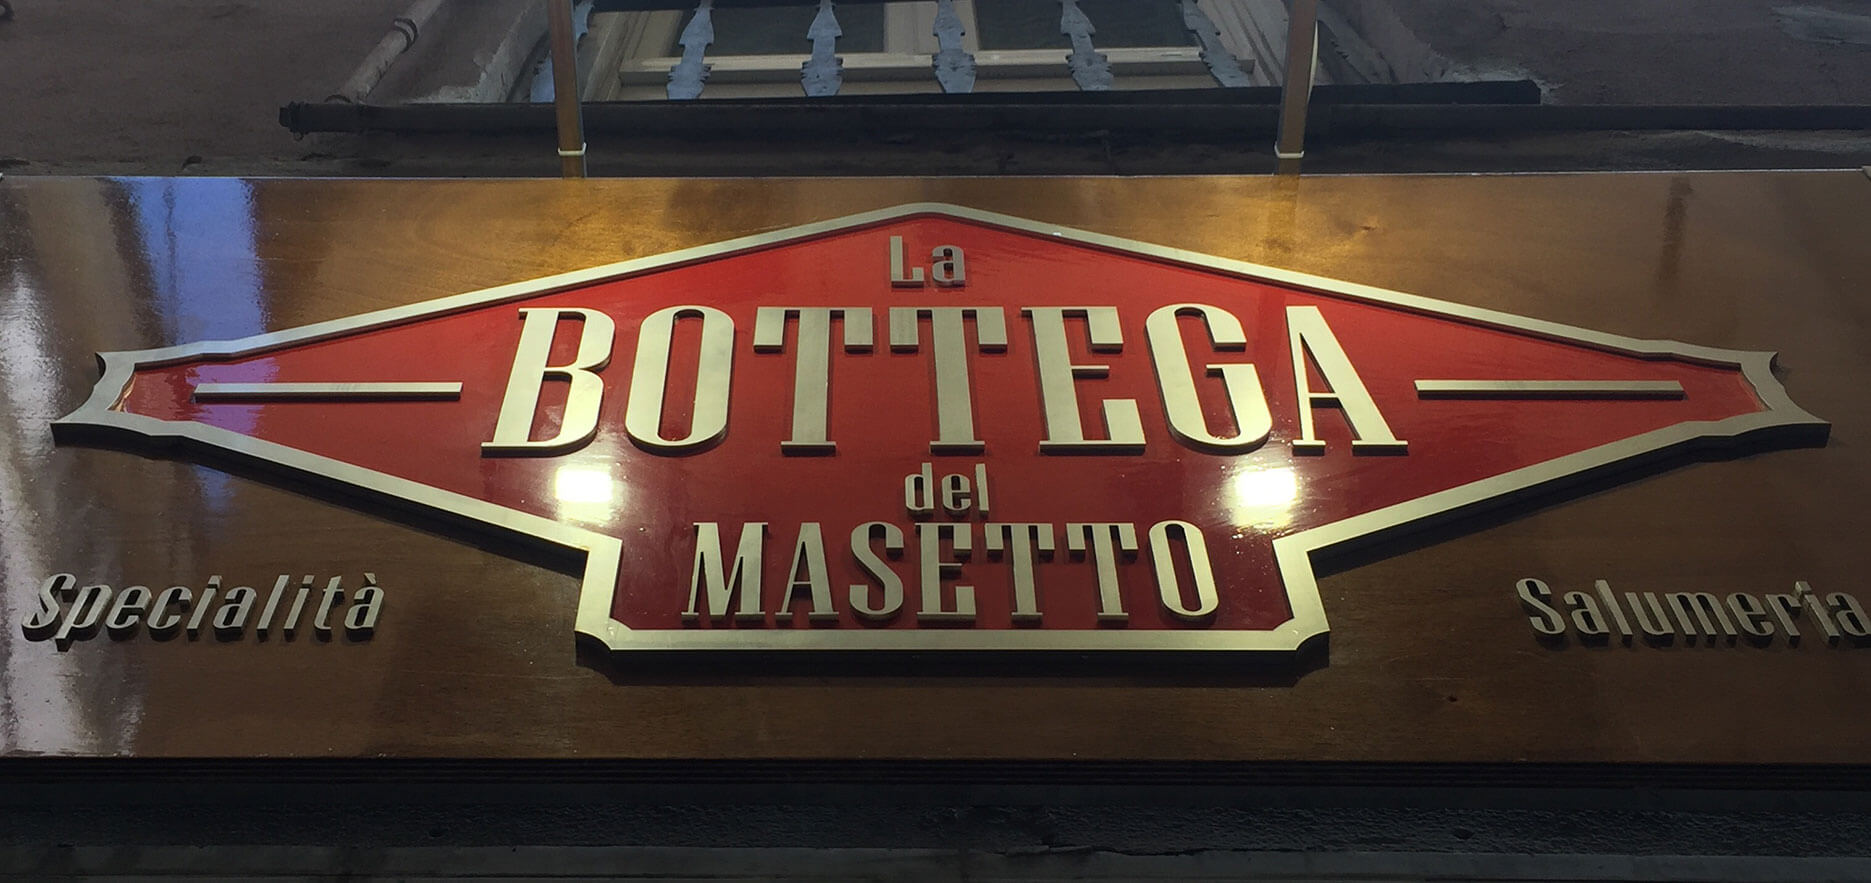 La
BOTTEGA
del
MASETTO
Specialità
Salumeria